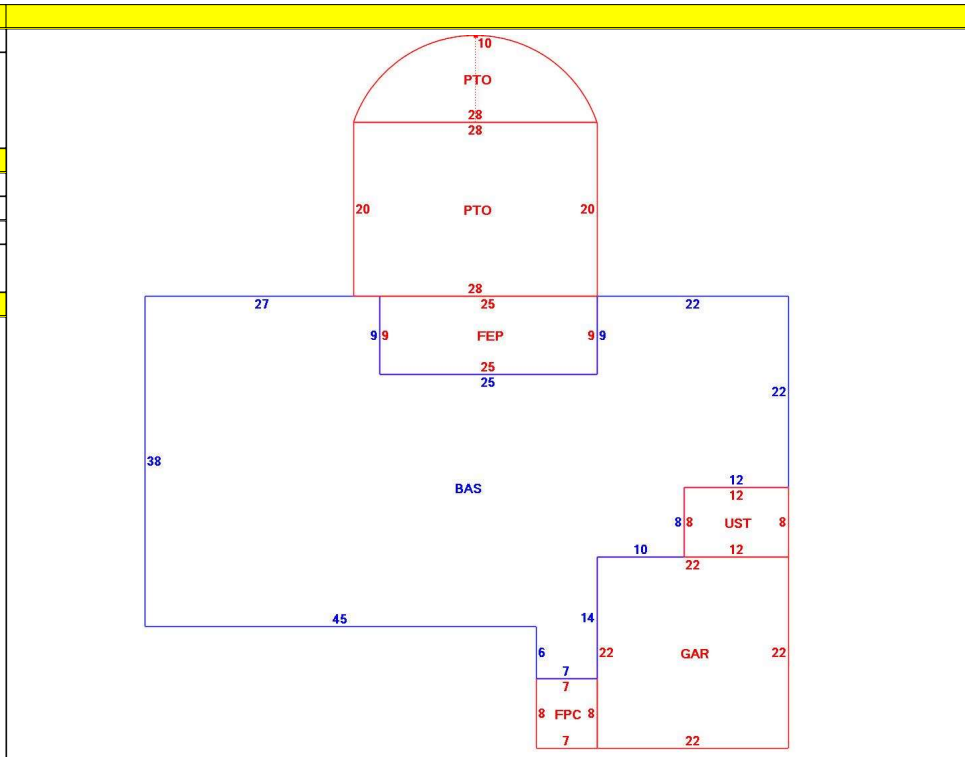 10
PTO
28
28
20 PTO 20
28
27 25 22
9 9 FEP 9 9
25
25
22
38
BAS
12
12
8 8 UST 8
10 12
22
14
45
6 22 GAR 22
7
7
8 FPC 8
7 22